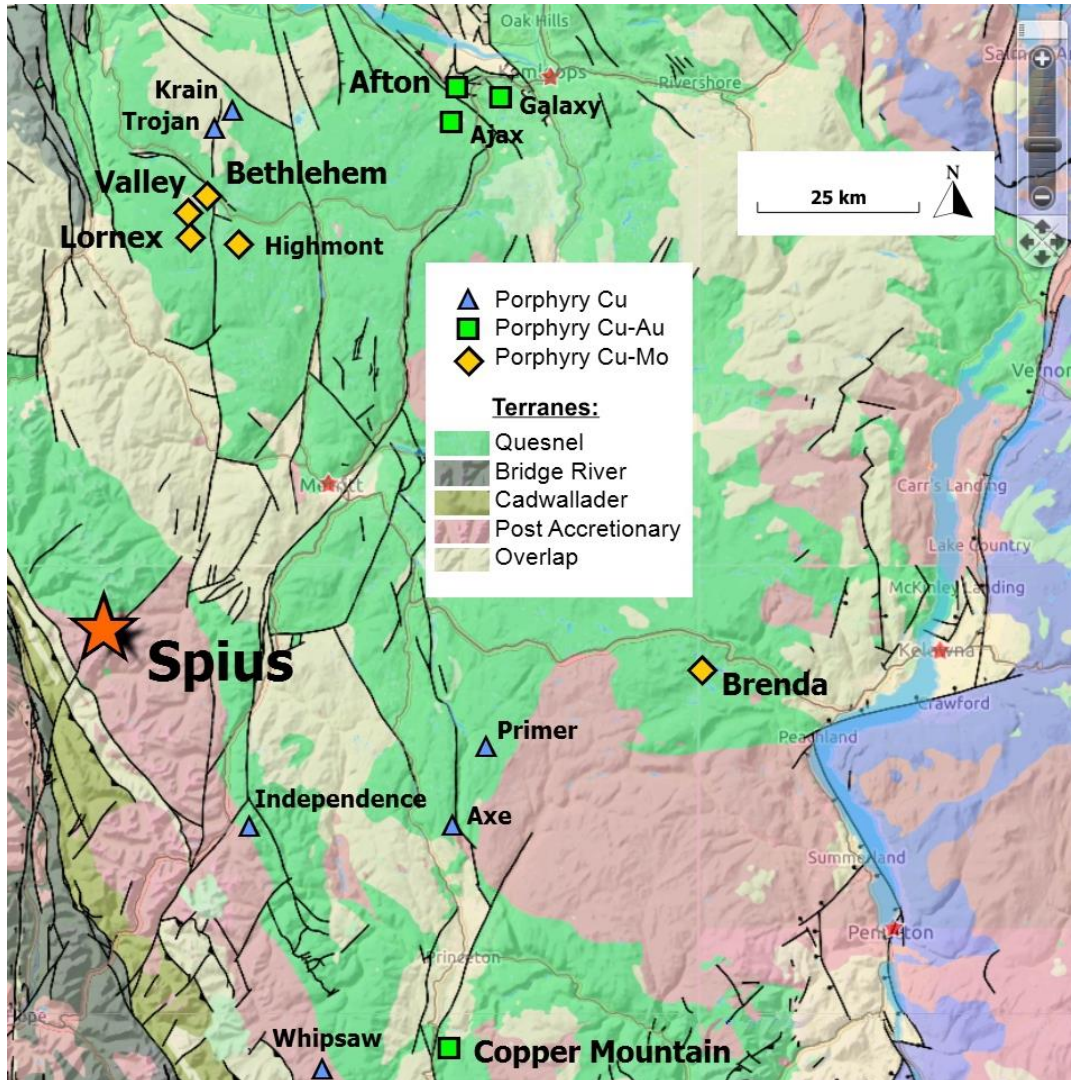 Oak Hills
Kamloops
Rivershore
Krain
Trojan
Afton
Galaxy
Ajax
Bethlehem
Valley
Lornex
Highmont
25 km
N
Porphyry Cu
Porphyry Cu-Au
Porphyry Cu-Mo
Terranes:
Quesnel
Bridge River
Cadwallader
Post Accretionary
Overlap
Merritt
Carr's Landing
Lake Country
McKinley Landing
Kelowna
Crawford
Peachland
Spius
Brenda
Primer
Independence
Axe
Summerland
Penticton
Princeton
Whipsaw
Copper Mountain